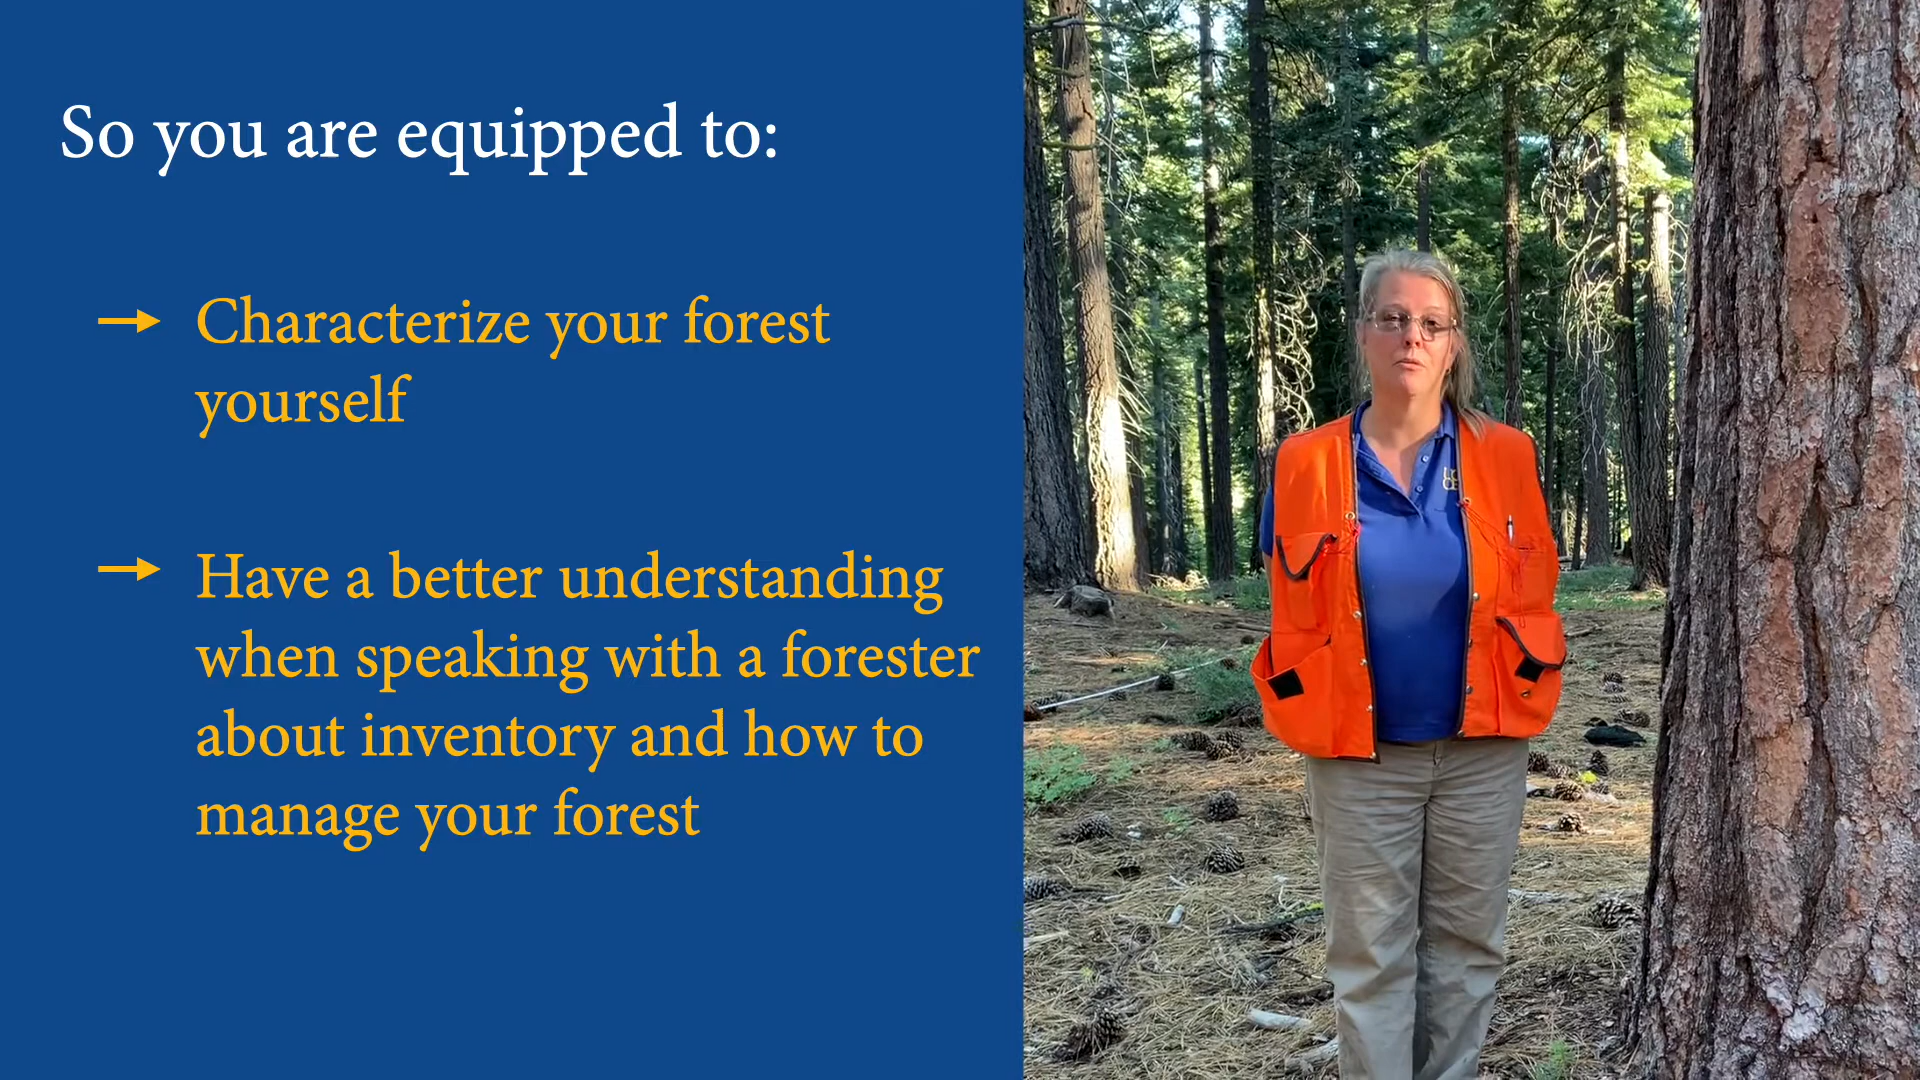 So you are equipped to:
Characterize your forest
yourself
Have a better understanding
when speaking with a forester
about inventory and how to
manage your forest